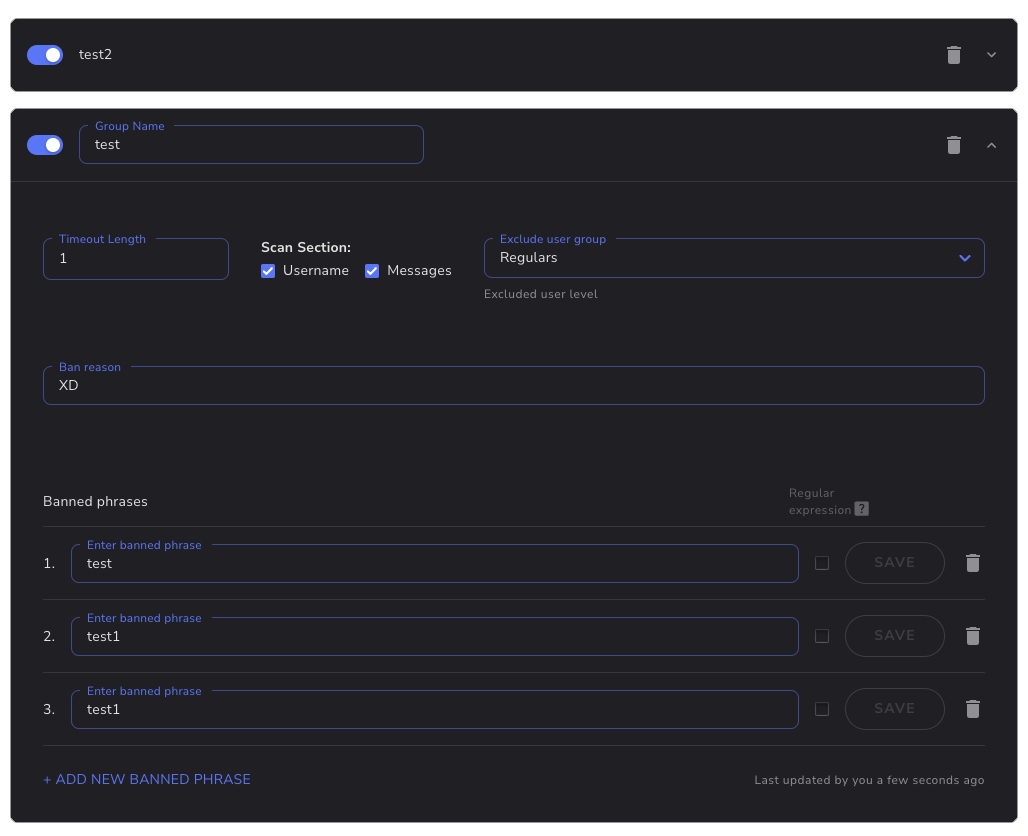 test2
Group Name
test
Timeout Length
1
Scan Section:
Username Messages
Exclude user group
Regulars
Excluded user level
Ban reason
XD
Banned phrases
Regular
expression ?
1. Enter banned phrase
test
SAVE
2. Enter banned phrase
test1
SAVE
3. Enter banned phrase
test1
SAVE
+ ADD NEW BANNED PHRASE
Last updated by you a few seconds ago